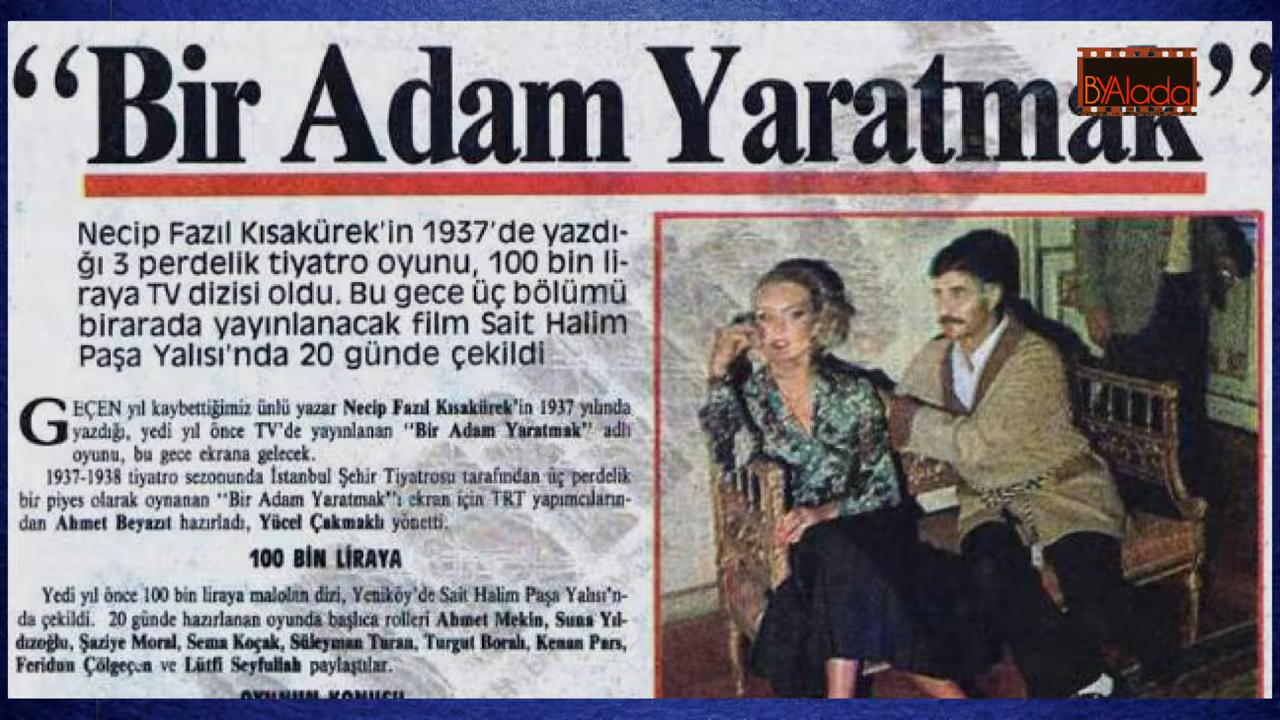 “Bir Adam Yaratmak”
BYAlada
Necip Fazıl Kısakürek'in 1937'de yazdı-
ğı 3 perdelik tiyatro oyunu, 100 bin li-
raya TV dizisi oldu. Bu gece üç bölümü
birarada yayınlanacak film Sait Halim
Paşa Yalısı'nda 20 günde çekildi
GEÇEN yıl kaybettiğimiz ünlü yazar Necip Fazıl Kısakürek'in 1937 yılında
yazdığı, yedi yıl önce TV'de yayınlanan “Bir Adam Yaratmak” adlı
oyunu, bu gece ekrana gelecek.
1937-1938 tiyatro sezonunda İstanbul Şehir Tiyatrosu tarafından üç perdelik
bir piyes olarak oynanan “Bir Adam Yaratmak”ı ekran için TRT yapımcıların-
dan Ahmet Beyazıt hazırladı, Yücel Çakmaklı yönetti.
100 BİN LİRAYA
Yedi yıl önce 100 bin liraya malolan dizi, Yeniköy'de Sait Halim Paşa Yalısı'n-
da çekildi. 20 günde hazırlanan oyunda başlıca rolleri Ahmet Mekin, Suna Yıl-
dızoğlu, Şaziye Moral, Sema Koçak, Süleyman Turan, Turgut Boralı, Kenan Pars,
Feridun Çölgeçen ve Lütfi Seyfullah paylaştılar.
OYUNUN KONUSU